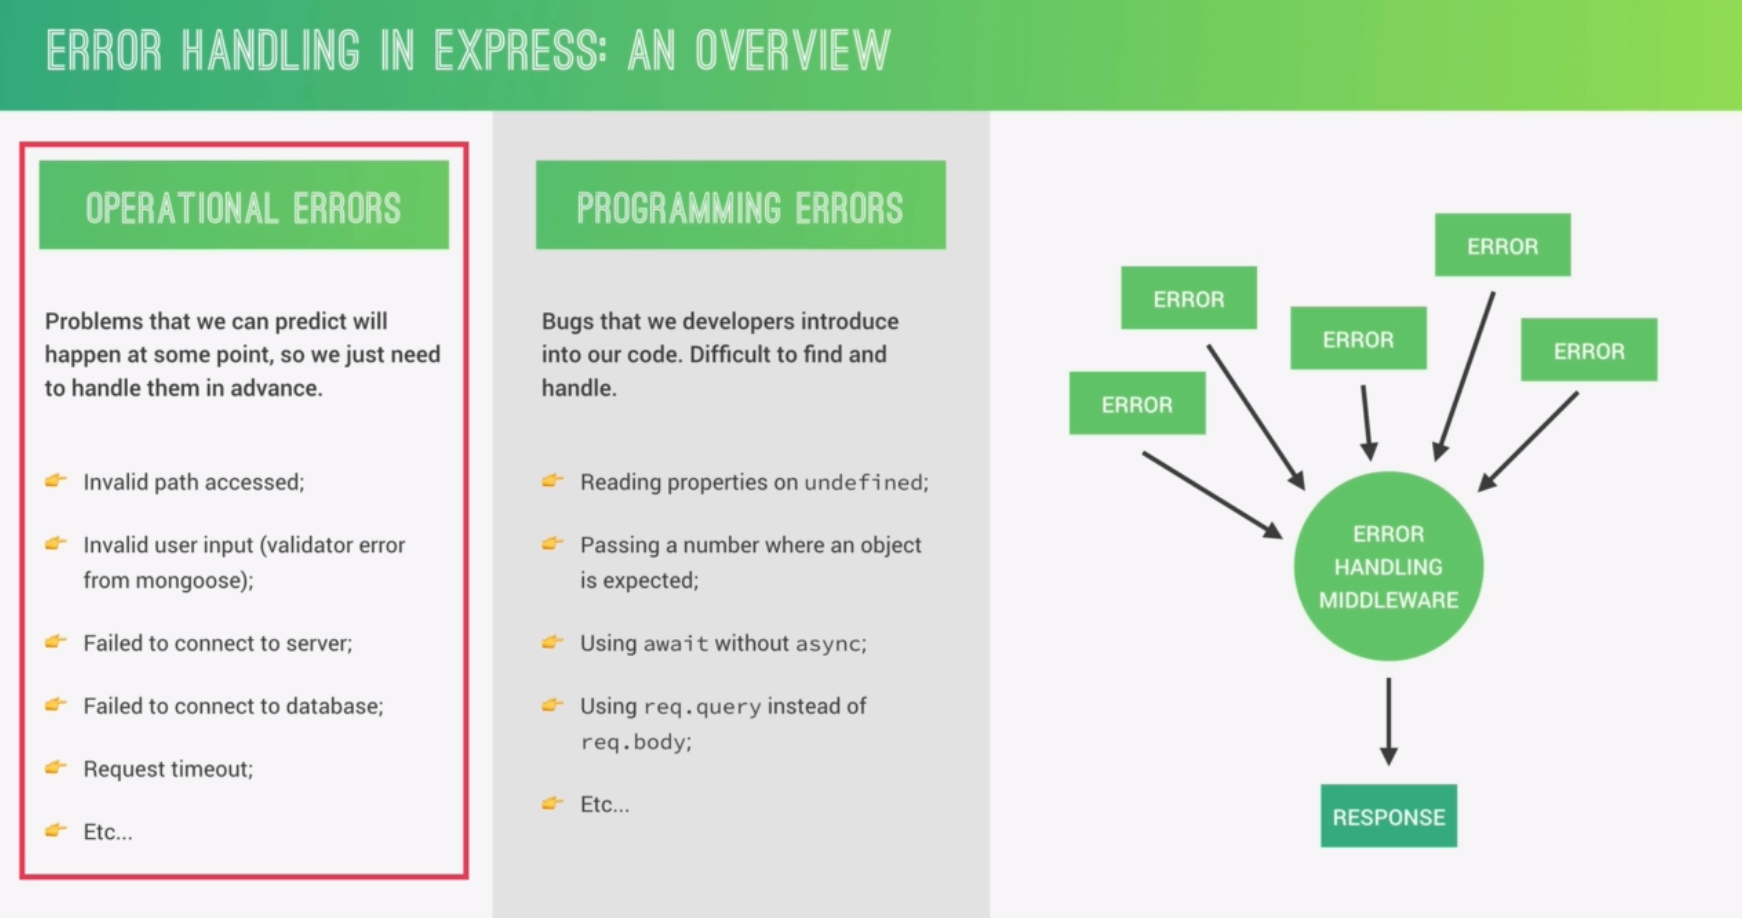 ERROR HANDLING IN EXPRESS: AN OVERVIEW
OPERATIONAL ERRORS
Problems that we can predict will
happen at some point, so we just need
to handle them in advance.
👉 Invalid path accessed;
👉 Invalid user input (validator error
from mongoose);
👉 Failed to connect to server;
👉 Failed to connect to database;
👉 Request timeout;
👉 Etc...
PROGRAMMING ERRORS
Bugs that we developers introduce
into our code. Difficult to find and
handle.
👉 Reading properties on undefined;
👉 Passing a number where an object
is expected;
👉 Using await without async;
👉 Using req.query instead of
req.body;
👉 Etc...
ERROR
ERROR
ERROR
ERROR
ERROR
ERROR
HANDLING
MIDDLEWARE
RESPONSE